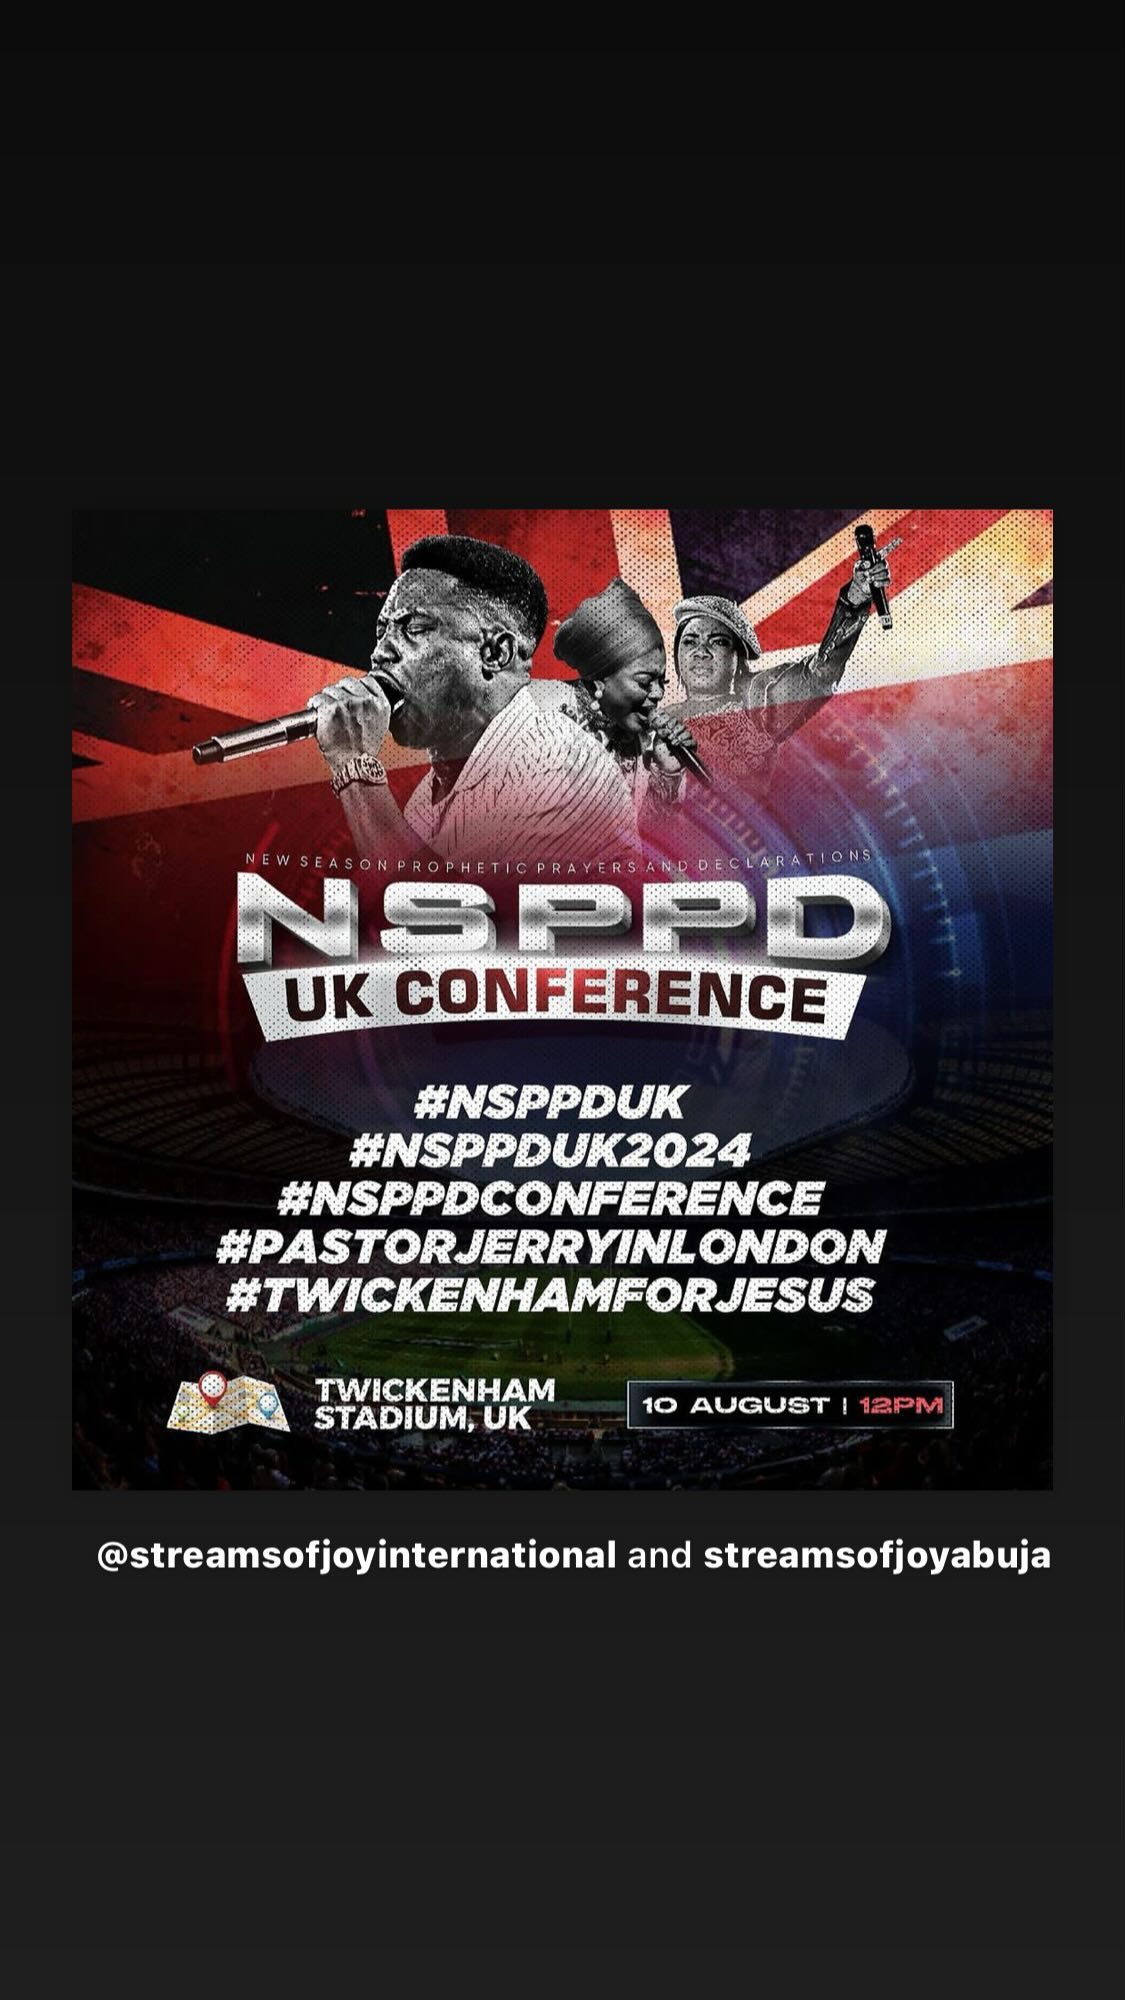 NEW SEASON PROPHETIC PRAYERS AND DECLARATIONS
NSPPD
UK CONFERENCE
#NSPPDUK
#NSPPDUK2024
#NSPPDCONFERENCE
#PASTORJERRYINLONDON
#TWICKENHAMFORJESUS
TWICKENHAM
STADIUM, UK
10 AUGUST | 12PM
@streamsofjoyinternational and streamsofjoyabuja